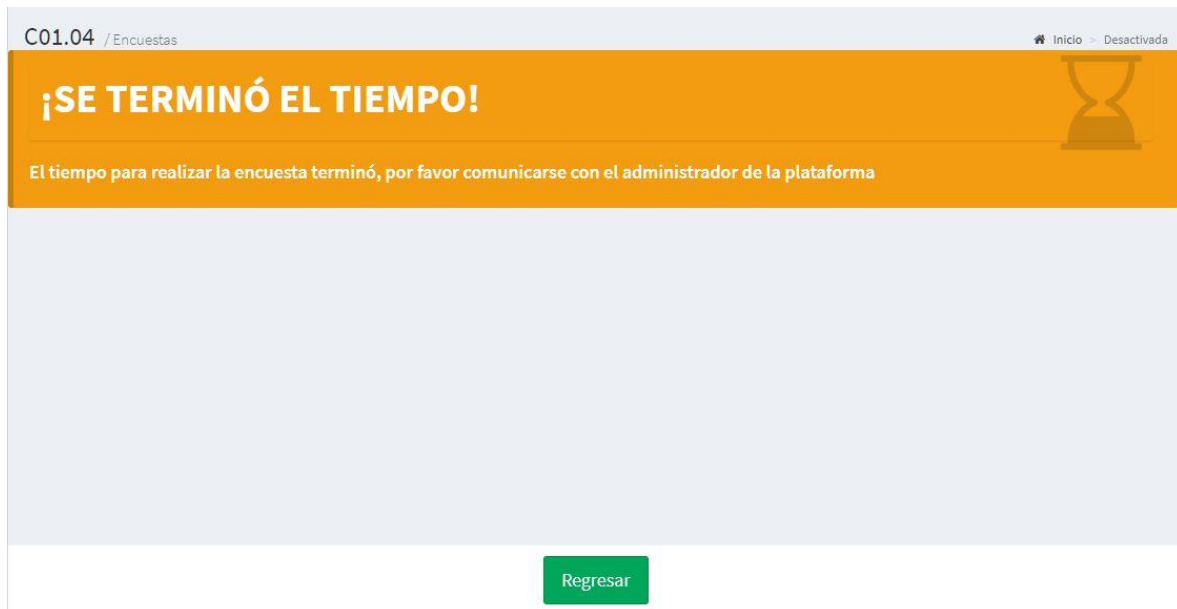 C01.04 / Encuestas
Inicio > Desactivada
¡SE TERMINÓ EL TIEMPO!
El tiempo para realizar la encuesta terminó, por favor comunicarse con el administrador de la plataforma
Regresar